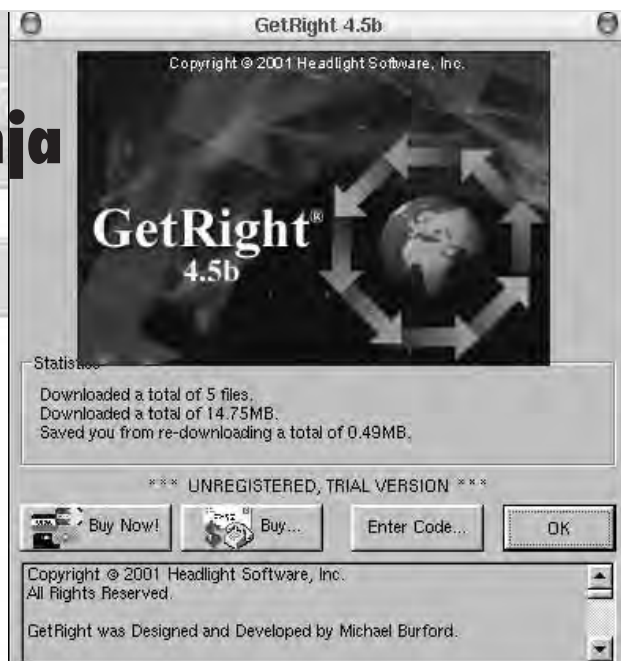 GetRight 4.5b
Copyright © 2001 Headlight Software, Inc.
ja
GetRight®
4.5b
Statistics
Downloaded a total of 5 files.
Downloaded a total of 14.75MB.
Saved you from re-downloading a total of 0.49MB.
*** UNREGISTERED, TRIAL VERSION ***
Buy Now!
Buy...
Enter Code...
OK
Copyright © 2001 Headlight Software, Inc.
All Rights Reserved.
GetRight was Designed and Developed by Michael Burford.